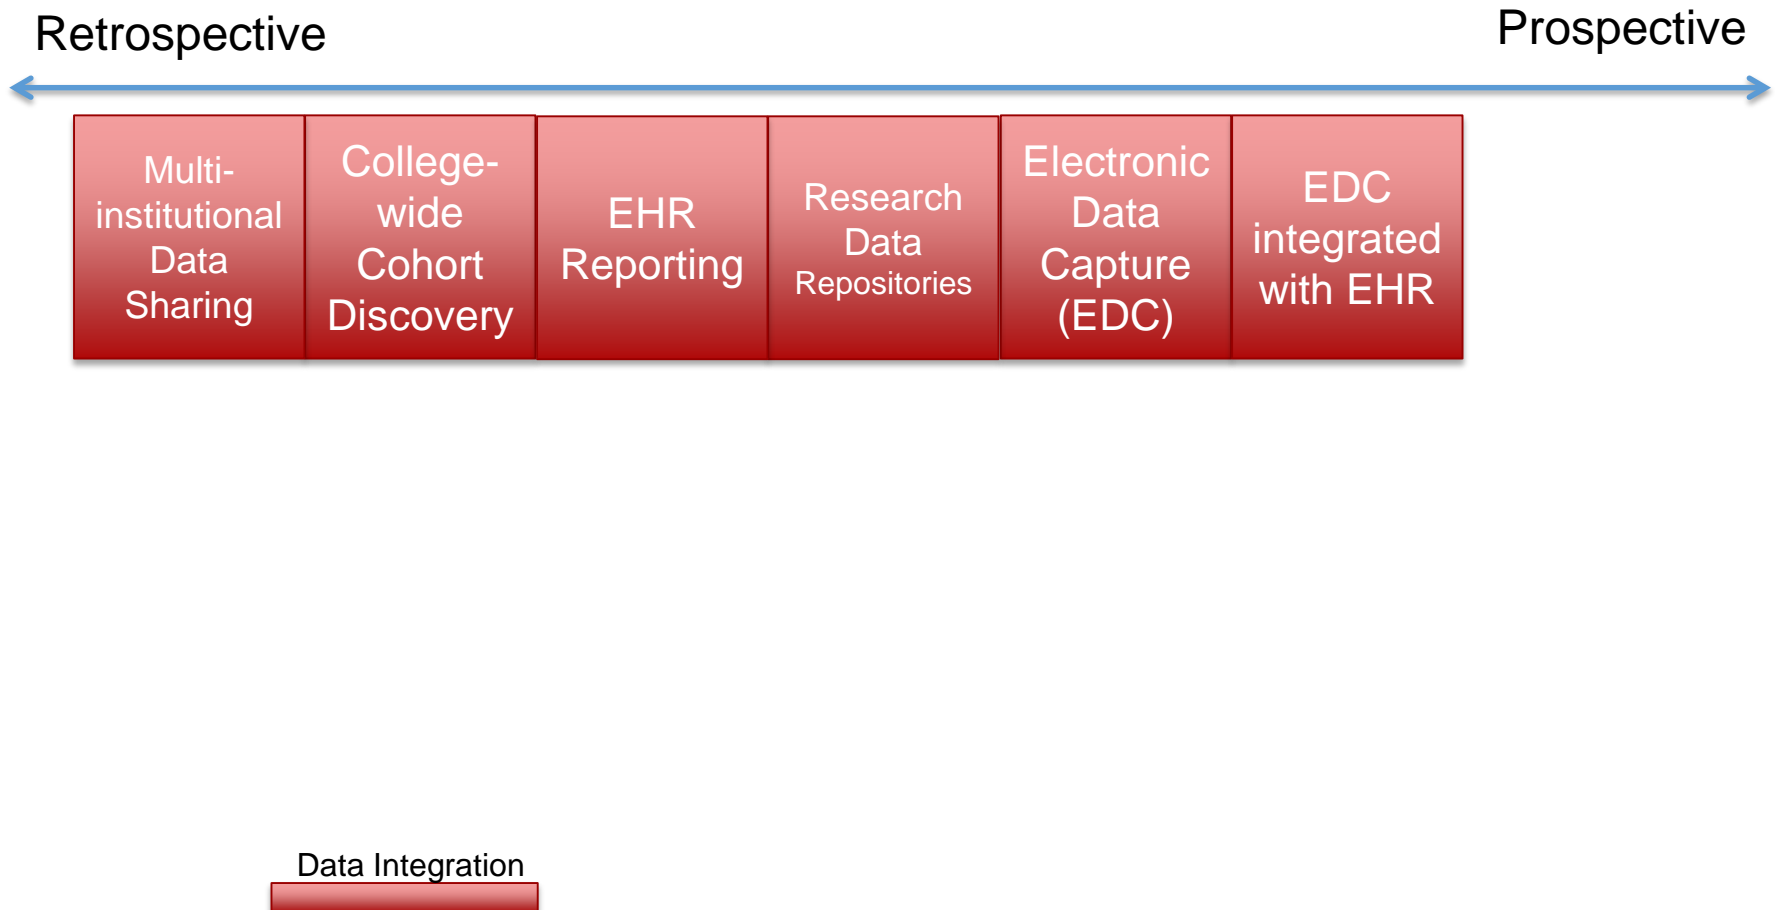 Retrospective
Prospective
Multi-
institutional
Data
Sharing
College-
wide
Cohort
Discovery
EHR
Reporting
Research
Data
Repositories
Electronic
Data
Capture
(EDC)
EDC
integrated
with EHR
Data Integration